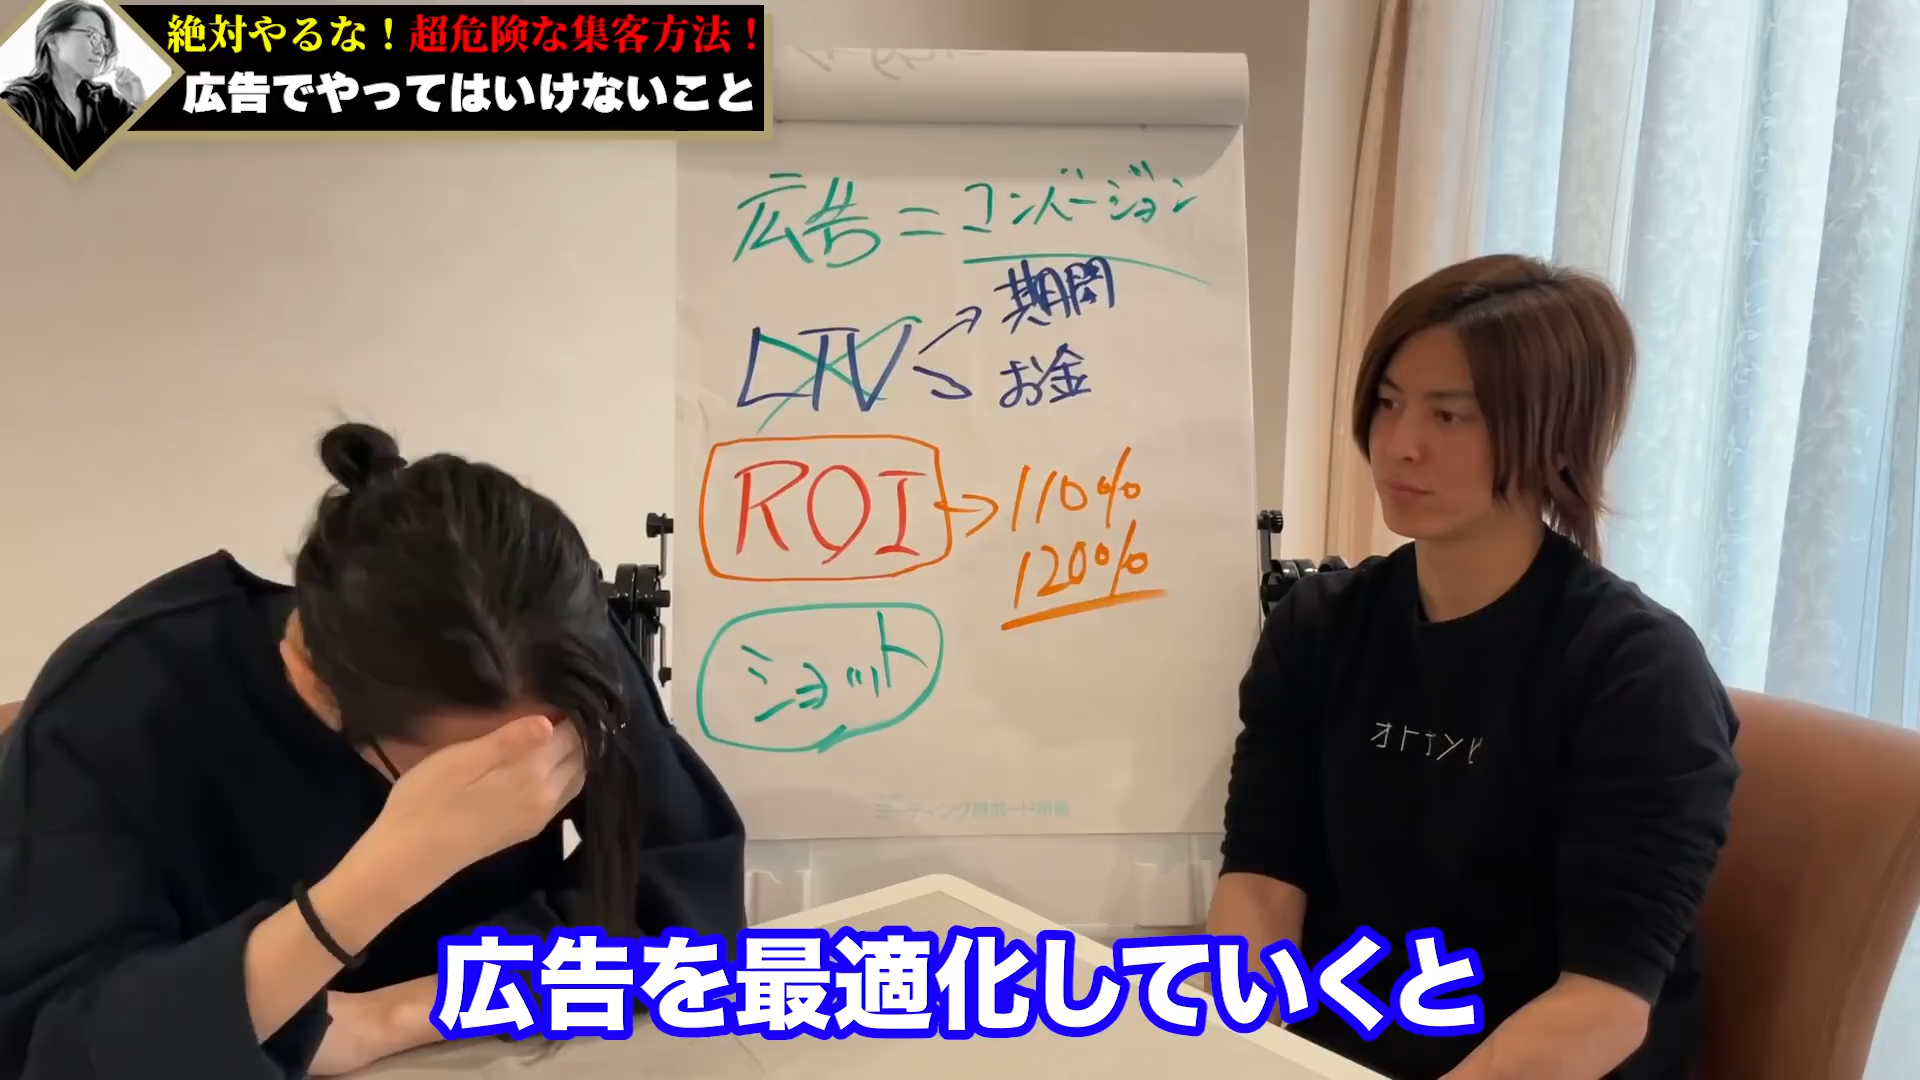 絶対やるな！超危険な集客方法！
広告でやってはいけないこと
広告=コンバージョン
LTV
期間
お金
ROI→110%
120%
ショット
広告を最適化していくと